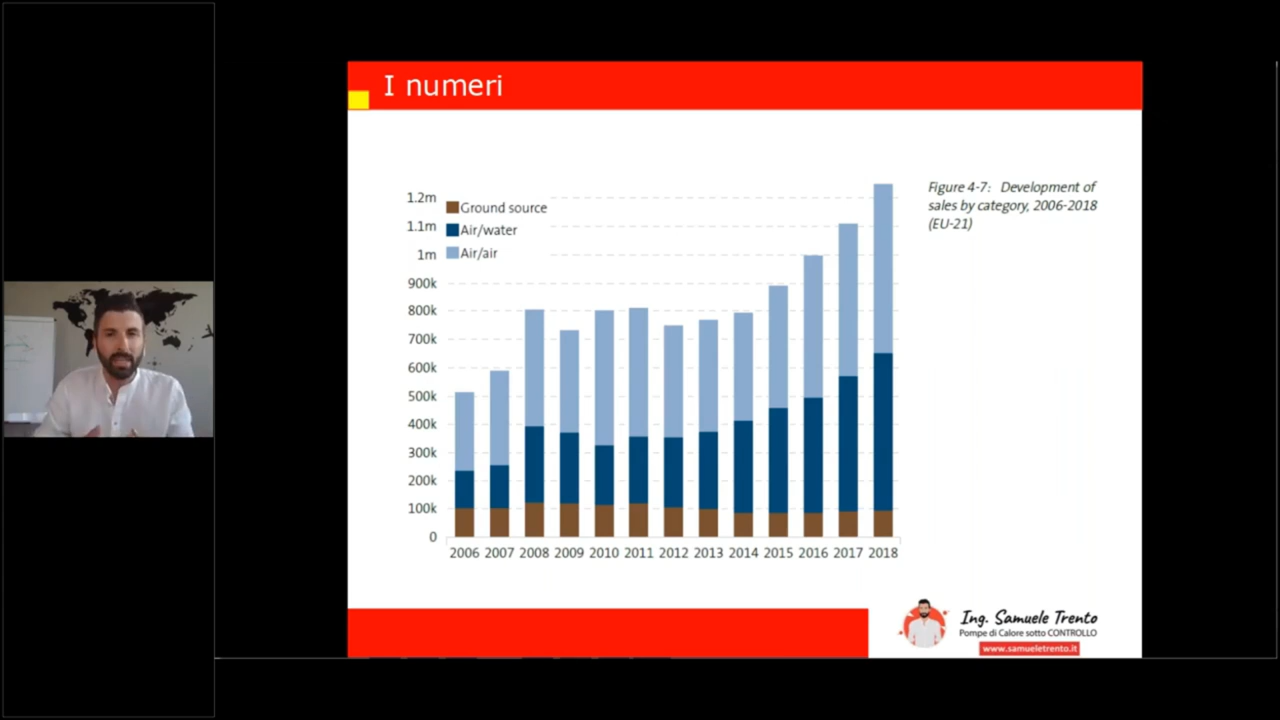 I numeri
1.2m
1.1m
1m
900k
800k
700k
600k
500k
400k
300k
200k
100k
0
Ground source
Air/water
Air/air
2006 2007 2008 2009 2010 2011 2012 2013 2014 2015 2016 2017 2018
Figure 4-7: Development of
sales by category, 2006-2018
(EU-21)
Ing. Samuele Trento
Pompe di Calore sotto CONTROLLO
www.samueletrento.it